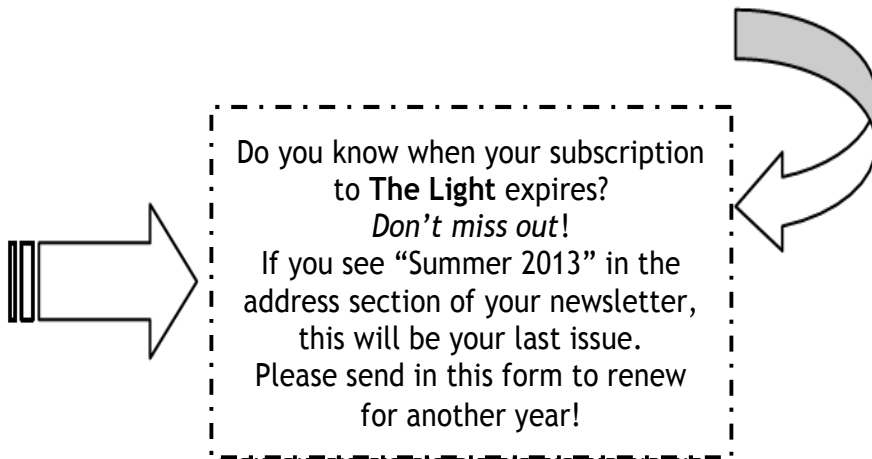 Do you know when your subscription
to The Light expires?
Don’t miss out!
If you see “Summer 2013” in the
address section of your newsletter,
this will be your last issue.
Please send in this form to renew
for another year!